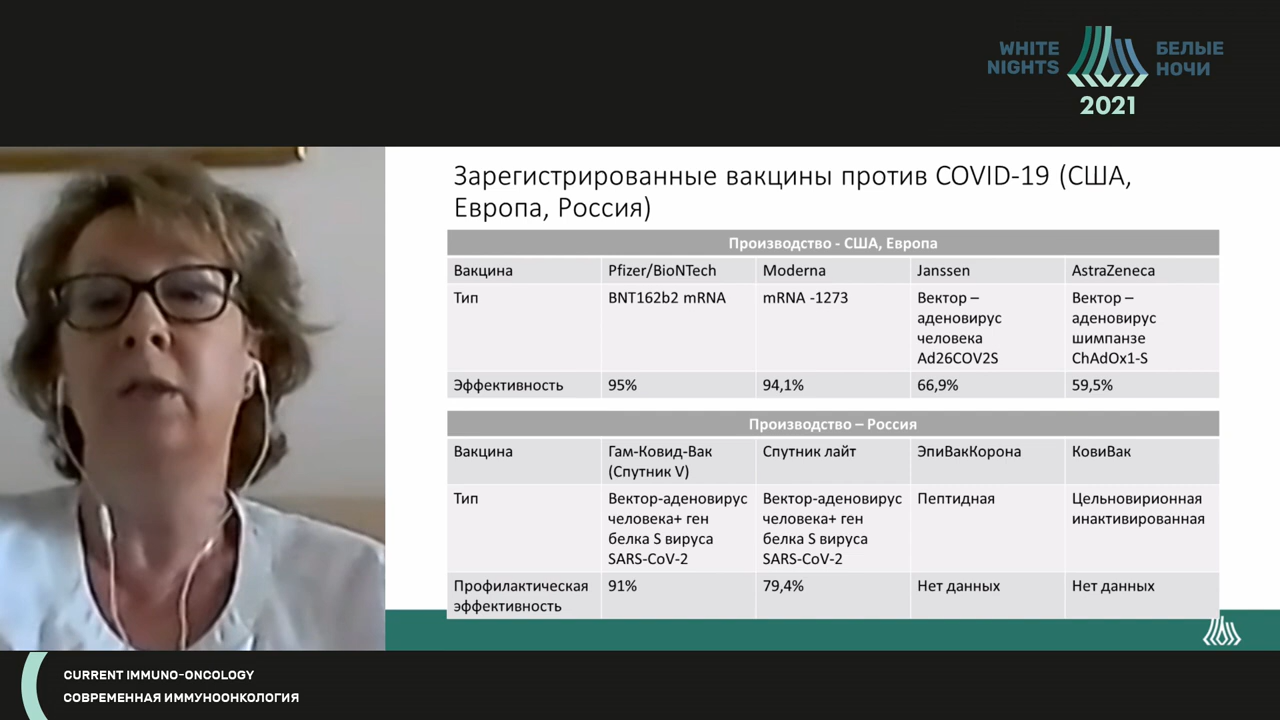 WHITE
NIGHTS
БЕЛЫЕ
НОЧИ
2021
Зарегистрированные вакцины против COVID-19 (США,
Европа, Россия)
Производство - США, Европа
Вакцина
Pfizer/BioNTech
Moderna
Janssen
AstraZeneca
Тип
BNT162b2 mRNA
mRNA -1273
Вектор –
аденовирус
человека
Ad26COV2S
Вектор –
аденовирус
шимпанзе
ChAdOx1-S
Эффективность
95%
94,1%
66,9%
59,5%
Производство – Россия
Вакцина
Гам-Ковид-Вак
(Спутник V)
Спутник лайт
ЭпиВакКорона
КовиВак
Тип
Вектор-аденовирус
человека+ ген
белка S вируса
SARS-CoV-2
Вектор-аденовирус
человека+ ген
белка S вируса
SARS-CoV-2
Пептидная
Цельновирионная
инактивированная
Профилактическая
эффективность
91%
79,4%
Нет данных
Нет данных
CURRENT IMMUNO-ONCOLOGY
СОВРЕМЕННАЯ ИММУНООНКОЛОГИЯ